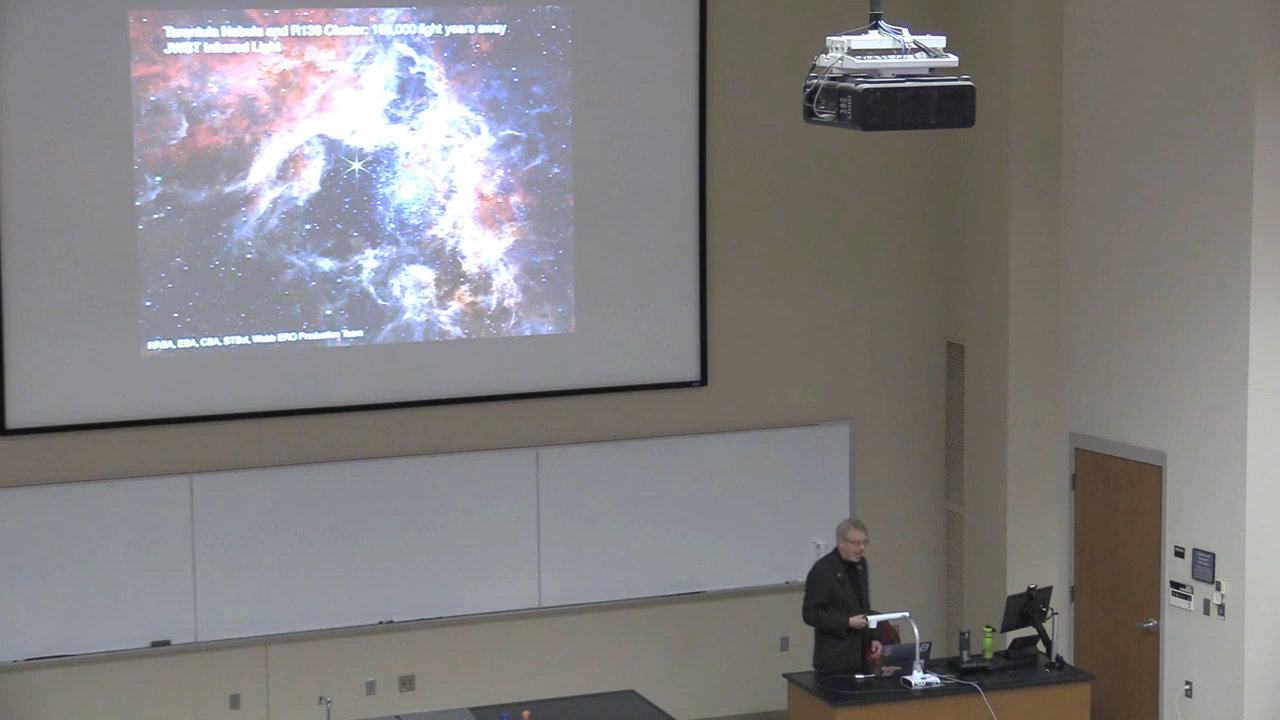 Tarantula Nebula and R136 Cluster: 160,000 light years away
JWST Infrared Light
NASA, ESA, CSA, STScI, Webb ERO Production Team